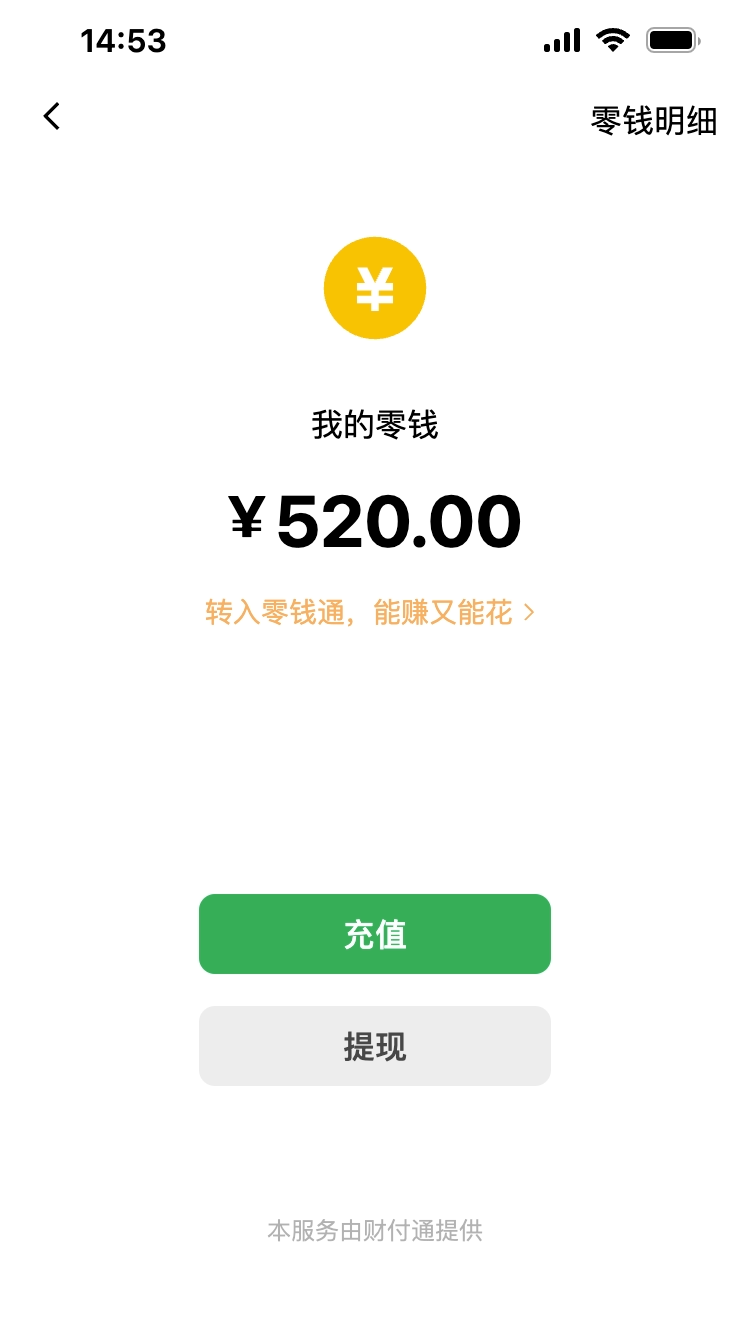 14:53
零钱明细
¥
我的零钱
¥520.00
转入零钱通，能赚又能花 >
充值
提现
本服务由财付通提供